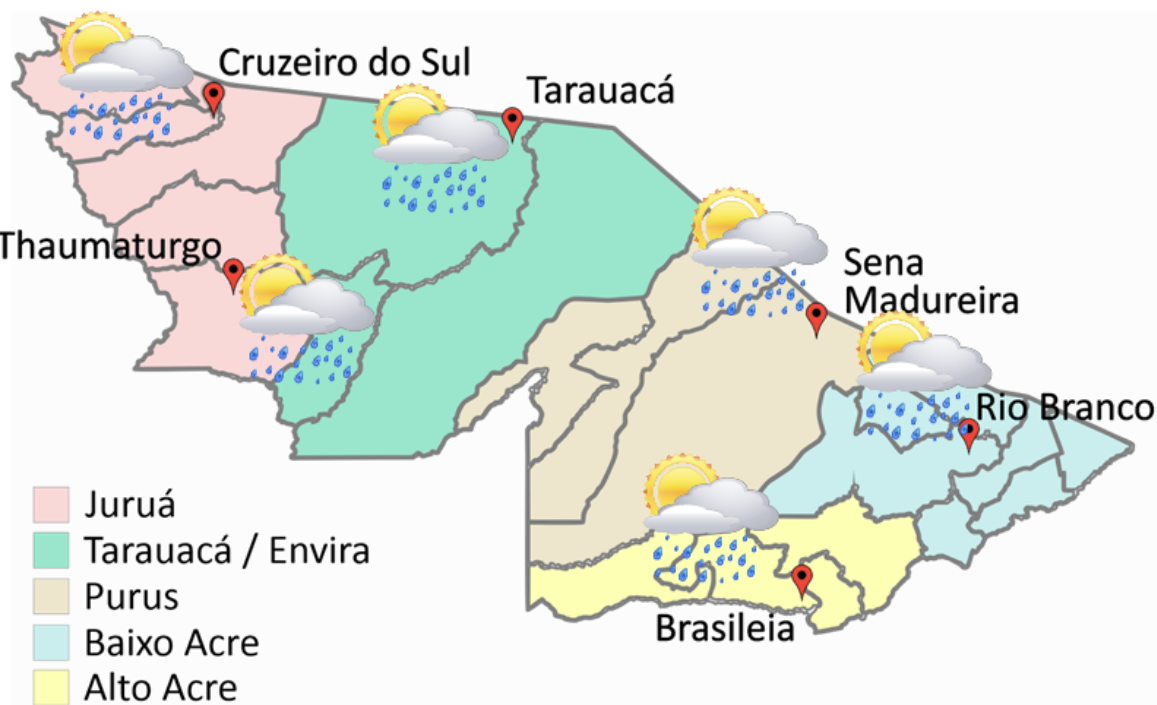 Cruzeiro do Sul
Tarauacá
Thaumaturgo
Sena
Madureira
Rio Branco
Brasileia
Juruá
Tarauacá / Envira
Purus
Baixo Acre
Alto Acre